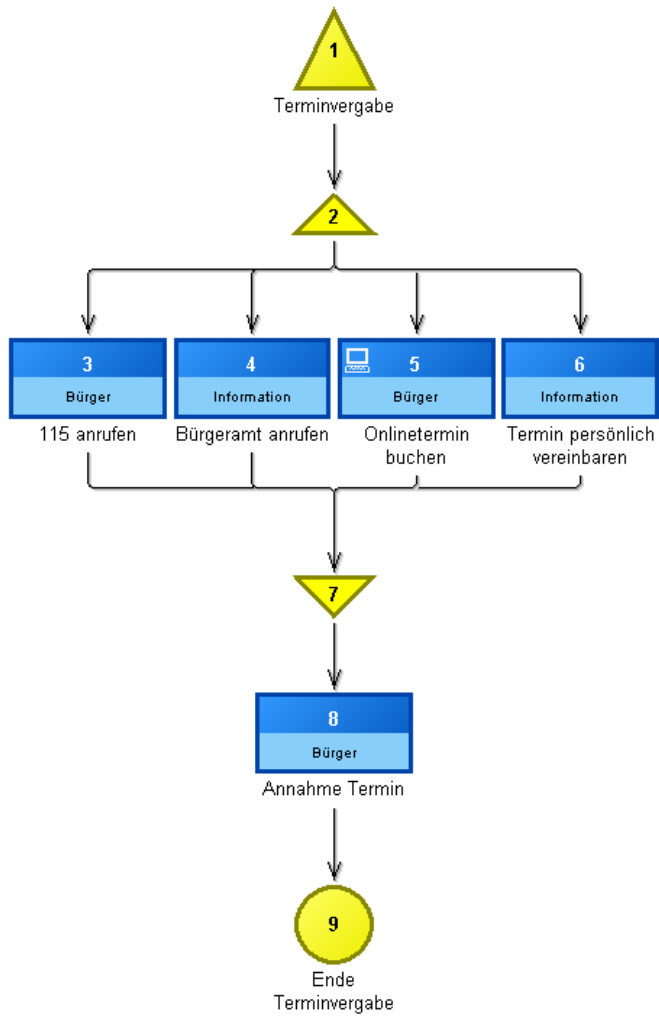 1
Terminvergabe
2
3
Bürger
115 anrufen
4
Information
Bürgeramt anrufen
5
Bürger
Onlinetermin
buchen
6
Information
Termin persönlich
vereinbaren
7
8
Bürger
Annahme Termin
9
Ende
Terminvergabe